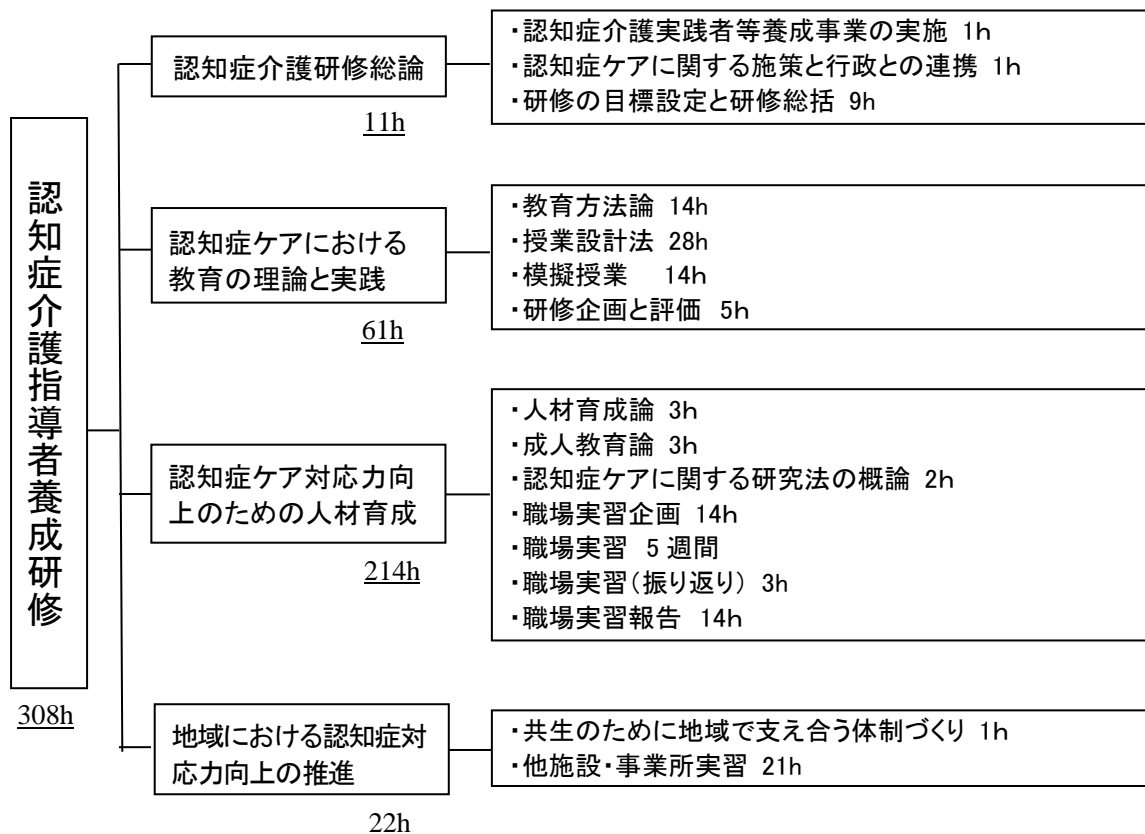 認知症介護指導者養成研修
308h
認知症介護研修総論
11h
・認知症介護実践者等養成事業の実施 1h
・認知症ケアに関する施策と行政との連携 1h
・研修の目標設定と研修総括 9h
認知症ケアにおける
教育の理論と実践
61h
・教育方法論 14h
・授業設計法 28h
・模擬授業 14h
・研修企画と評価 5h
認知症ケア対応力向
上のための人材育成
214h
・人材育成論 3h
・成人教育論 3h
・認知症ケアに関する研究法の概論 2h
・職場実習企画 14h
・職場実習 5週間
・職場実習(振り返り) 3h
・職場実習報告 14h
地域における認知症対
応力向上の推進
22h
・共生のために地域で支え合う体制づくり 1h
・他施設・事業所実習 21h